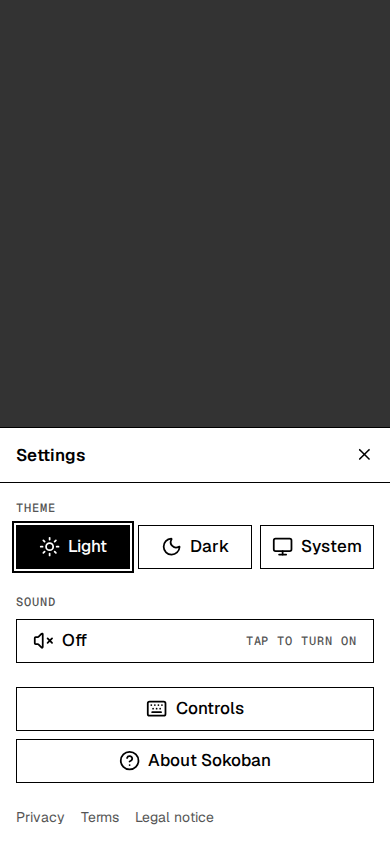 Settings
THEME
Light Dark System
SOUND
Off TAP TO TURN ON
Controls
About Sokoban
Privacy Terms Legal notice